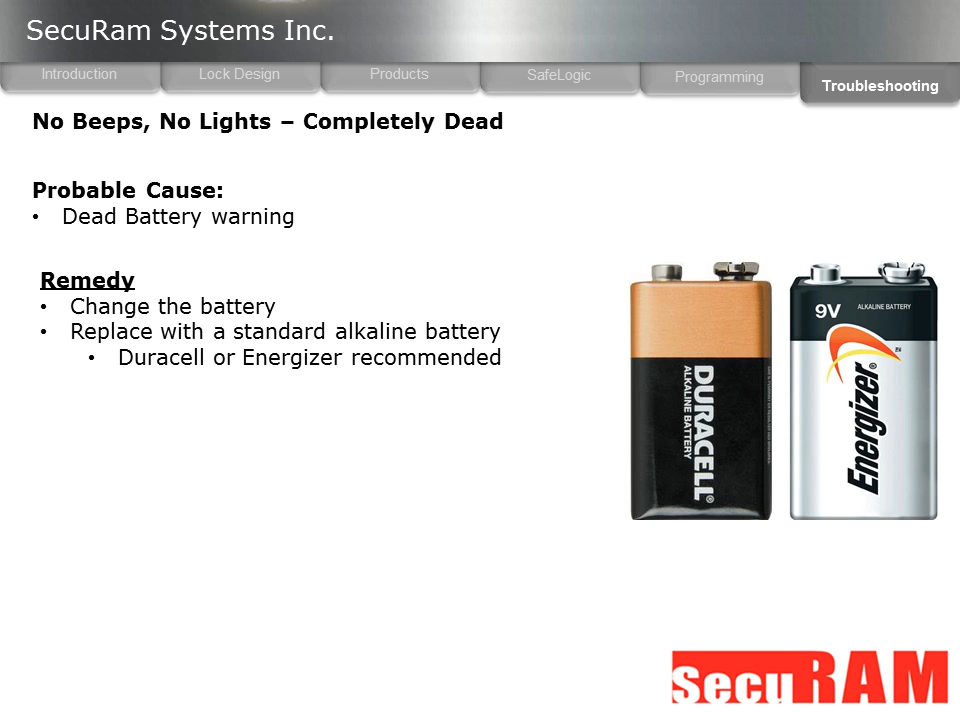 SecuRam Systems Inc.
Introduction
Lock Design
Products
SafeLogic
Programming
Troubleshooting
No Beeps, No Lights – Completely Dead
Probable Cause:
• Dead Battery warning
Remedy
• Change the battery
• Replace with a standard alkaline battery
• Duracell or Energizer recommended
DURACELL®
ALKALINE BATTERY
9V
ALKALINE BATTERY
Energizer®
SecuRAM